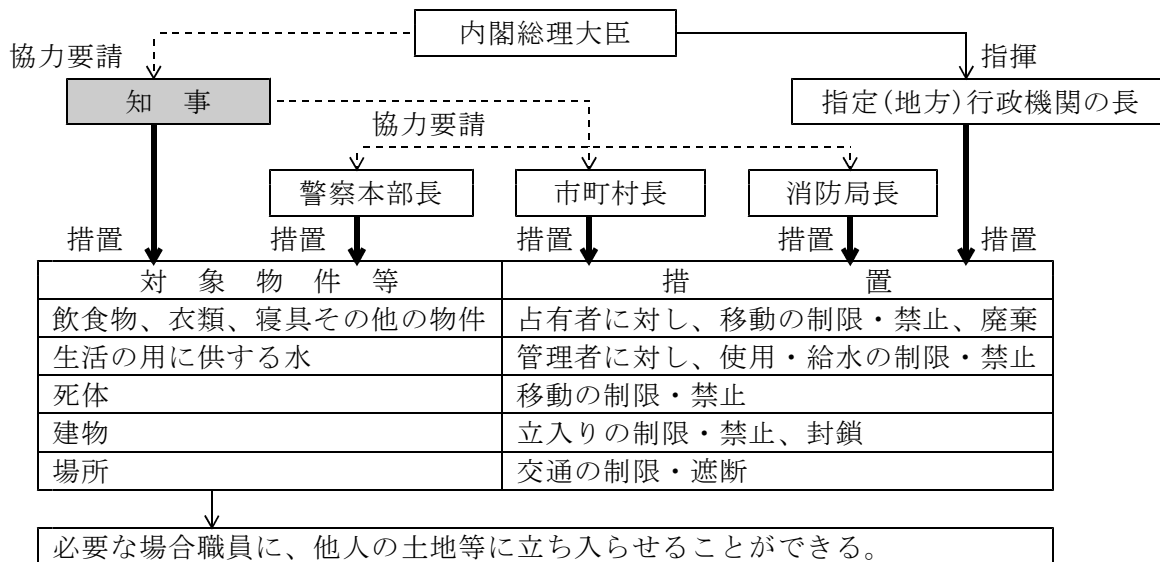 内閣総理大臣
協力要請
指揮
知　事
指定(地方)行政機関の長
協力要請
警察本部長
市町村長
消防局長
措置
措置
措置
措置
措置
対　象　物　件　等
措　　　　　　置
飲食物、衣類、寝具その他の物件
占有者に対し、移動の制限・禁止、廃棄
生活の用に供する水
管理者に対し、使用・給水の制限・禁止
死体
移動の制限・禁止
建物
立入りの制限・禁止、封鎖
場所
交通の制限・遮断
必要な場合職員に、他人の土地等に立ち入らせることができる。